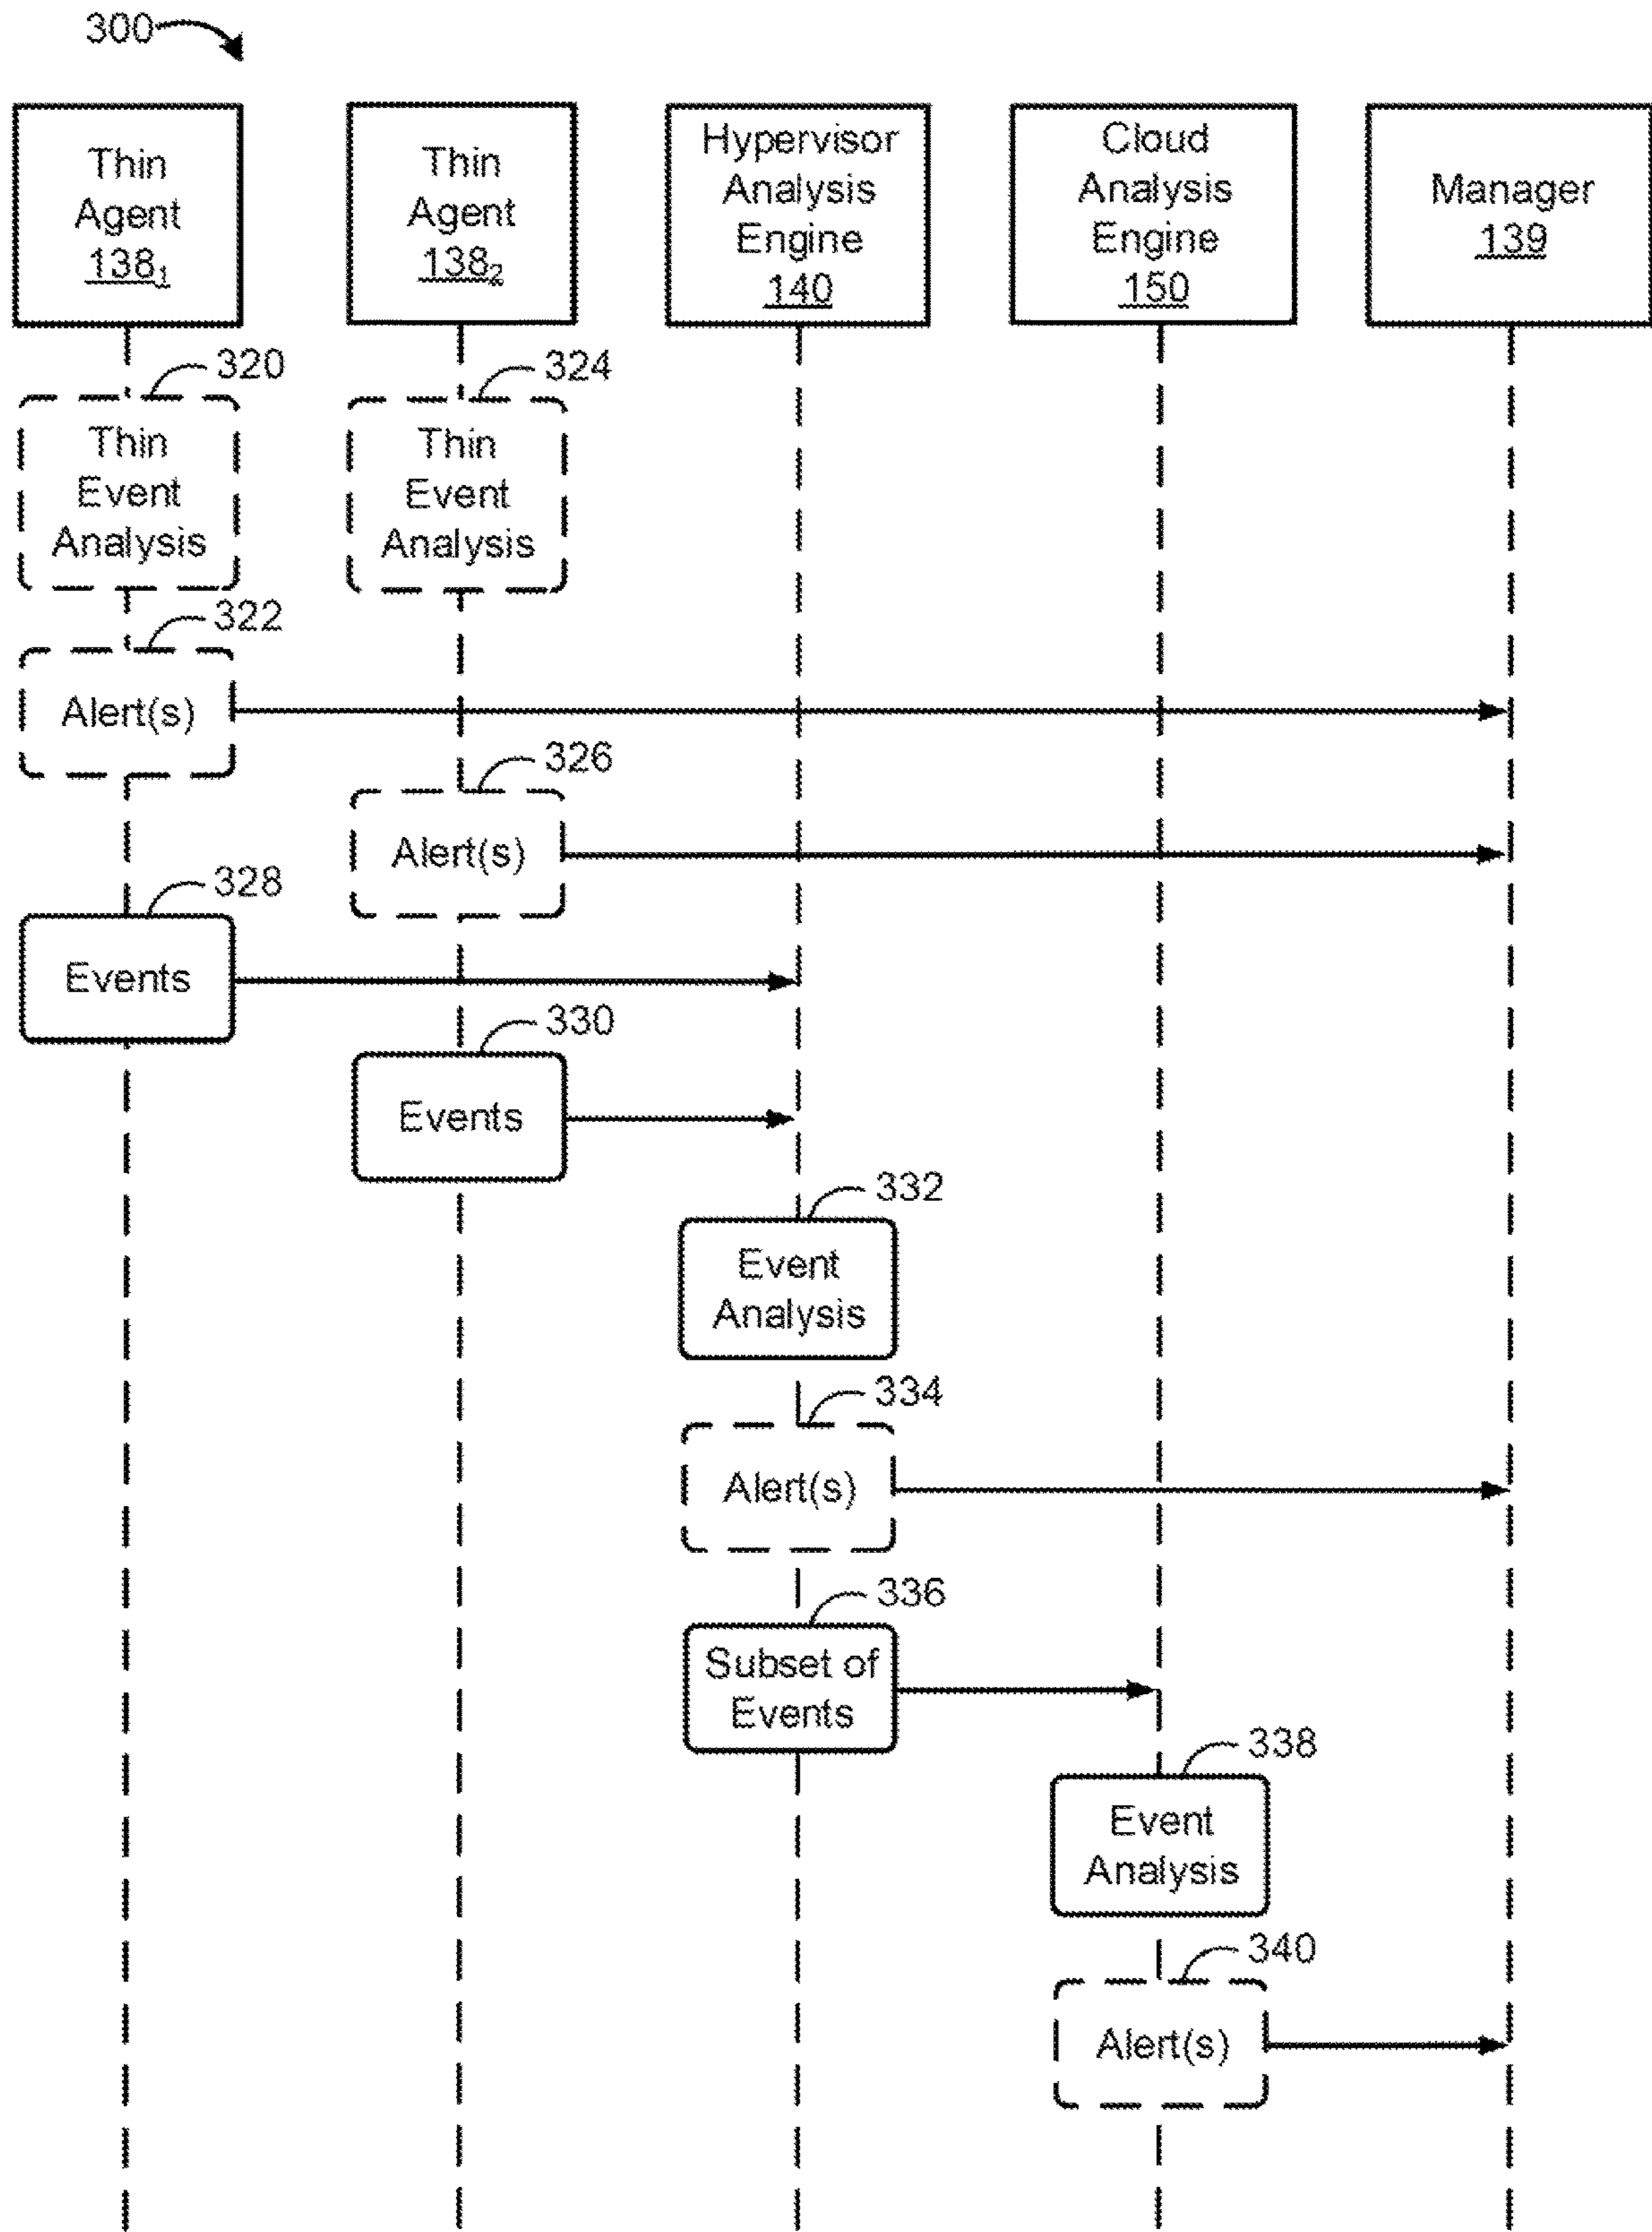 300
Thin
Agent
138₁
Thin
Agent
138₂
Hypervisor
Analysis
Engine
140
Cloud
Analysis
Engine
150
Manager
139
320
Thin
Event
Analysis
324
Thin
Event
Analysis
322
Alert(s)
326
Alert(s)
328
Events
330
Events
332
Event
Analysis
334
Alert(s)
336
Subset of
Events
338
Event
Analysis
340
Alert(s)